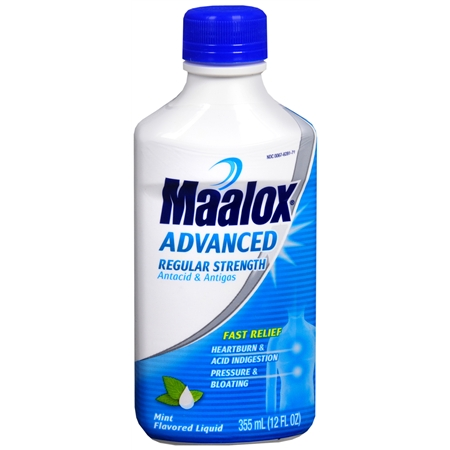 Maalox®
ADVANCED
REGULAR STRENGTH
Antacid & Antigas
FAST RELIEF
HEARTBURN &
ACID INDIGESTION
PRESSURE &
BLOATING
Mint
Flavored Liquid
355 mL (12 FL OZ)